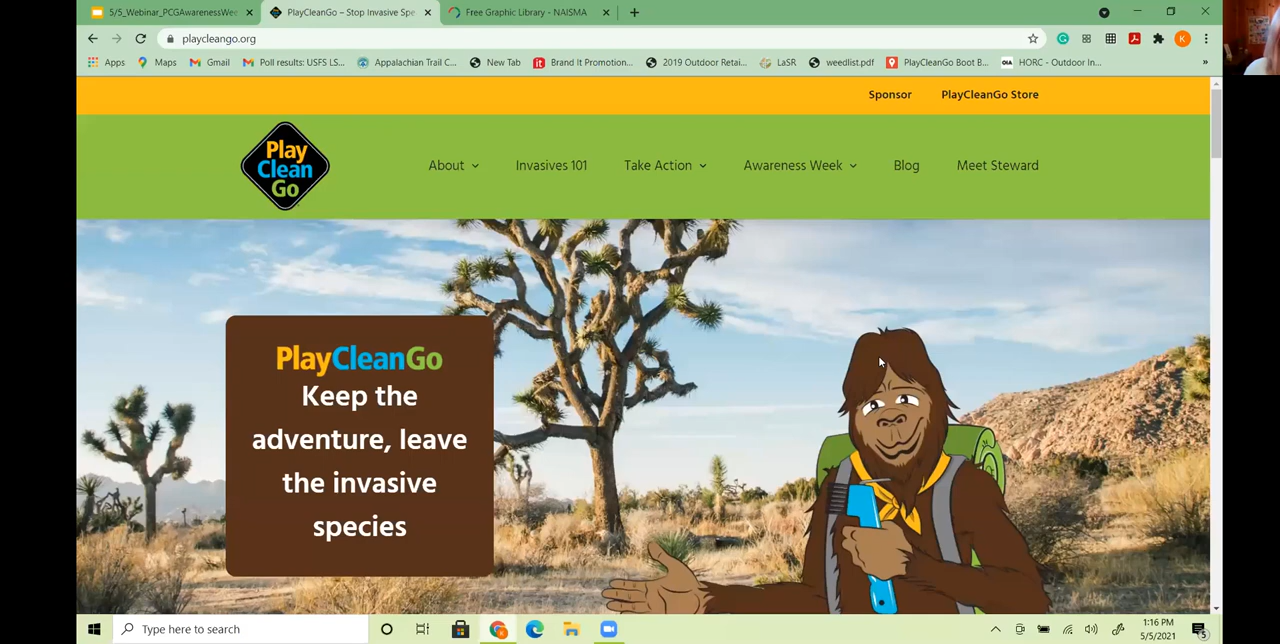 5/5_Webinar_PCGAwarenessWee
PlayCleanGo – Stop Invasive Spe
Free Graphic Library - NAISMA
playcleango.org
Apps
Maps
Gmail
Poll results: USFS LS...
Appalachian Trail C...
New Tab
Brand It Promotion...
2019 Outdoor Retai...
LaSR
weedlist.pdf
PlayCleanGo Boot B...
HORC - Outdoor In...
Sponsor
PlayCleanGo Store
Play
Clean
Go
About
Invasives 101
Take Action
Awareness Week
Blog
Meet Steward
PlayCleanGo
Keep the
adventure, leave
the invasive
species
Type here to search
1:16 PM
5/5/2021